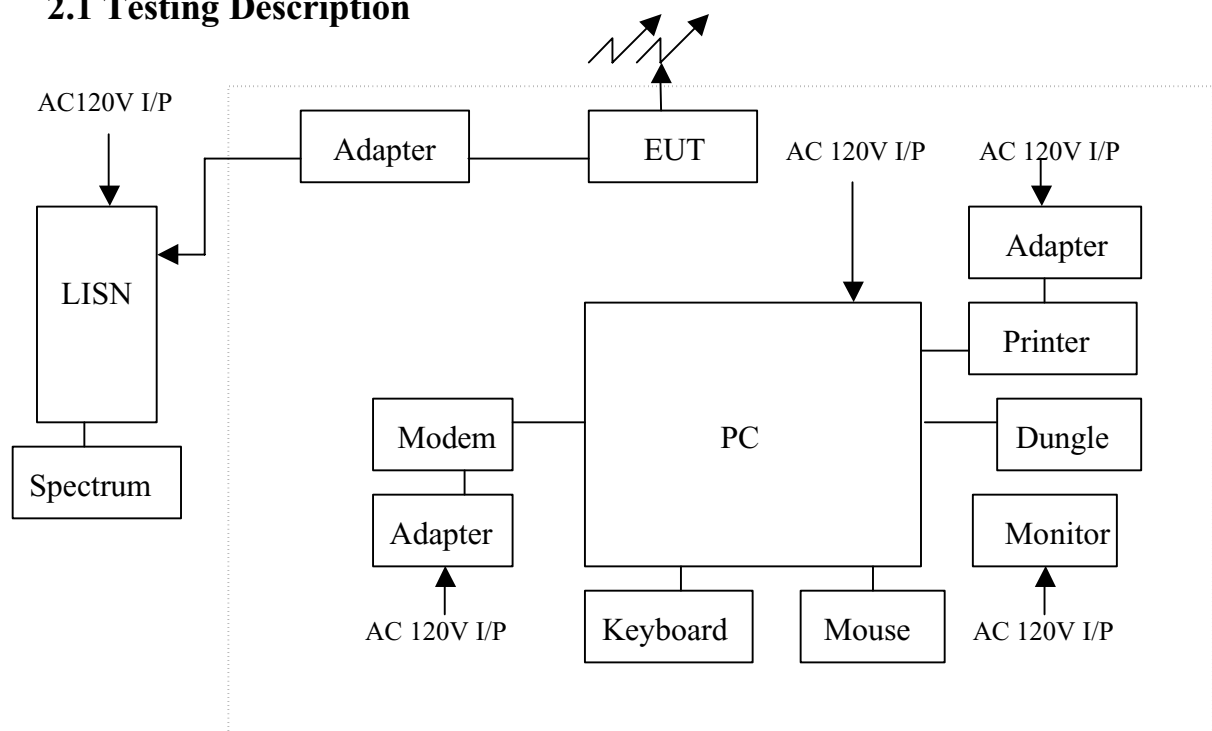 2.1 Testing Description
AC120V I/P
Adapter
EUT
AC 120V I/P
AC 120V I/P
Adapter
LISN
Printer
Modem
PC
Dungle
Spectrum
Adapter
Monitor
AC 120V I/P
Keyboard
Mouse
AC 120V I/P